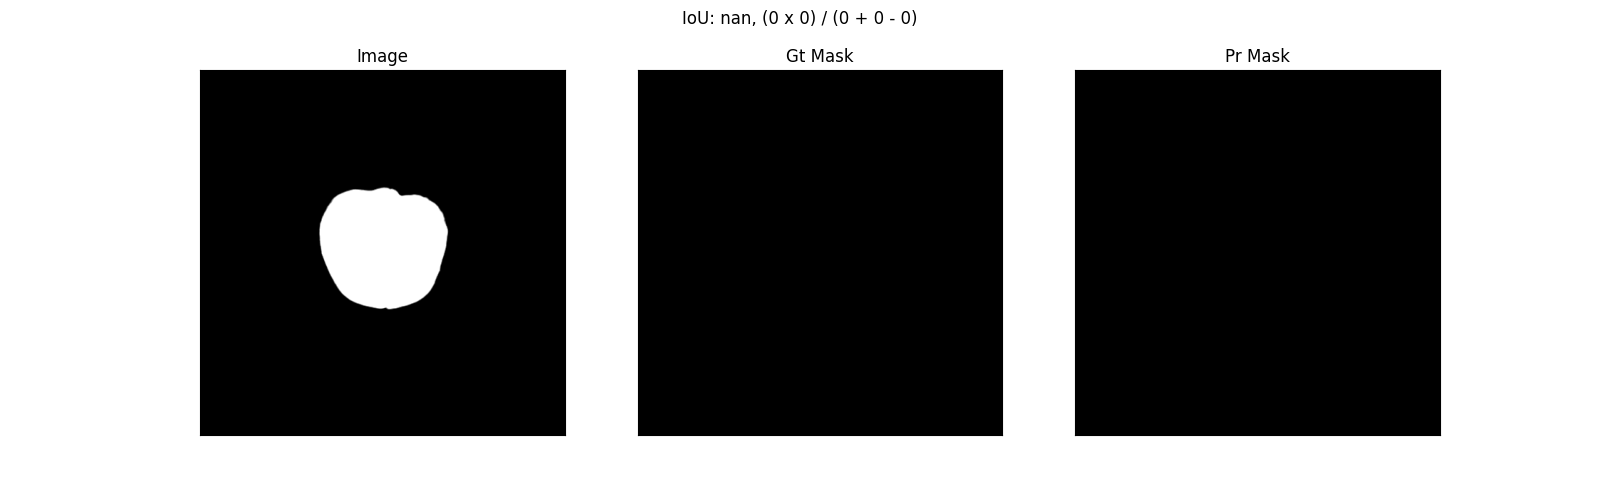 IoU: nan, (0 x 0) / (0 + 0 - 0)
Image
Gt Mask
Pr Mask